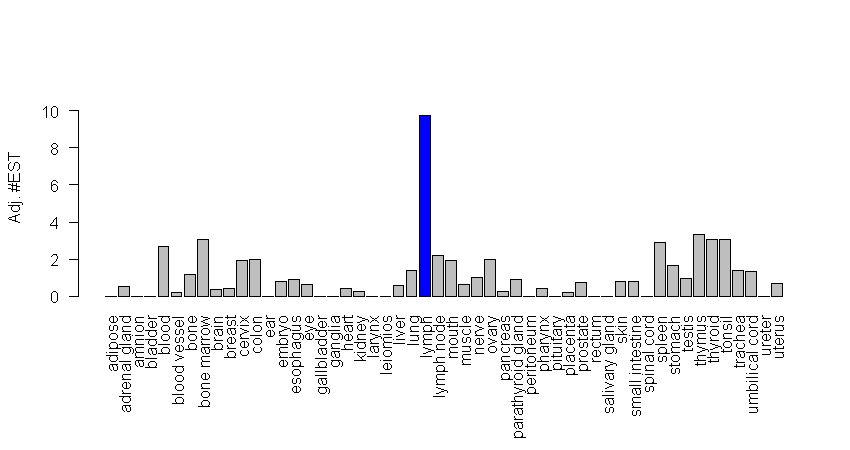 Adj. #EST
10
8
6
4
2
0
adipose
adrenal gland
amnion
bladder
blood
blood vessel
bone
bone marrow
brain
breast
cervix
colon
ear
embryo
esophagus
eye
gallbladder
ganglia
heart
kidney
larynx
leiomios
liver
lung
lymph
lymph node
mouth
muscle
nerve
ovary
pancreas
parathyroid gland
peritoneum
pharynx
pituitary
placenta
prostate
rectum
salivary gland
skin
small intestine
spinal cord
spleen
stomach
testis
thymus
thyroid
tonsil
trachea
umbilical cord
ureter
uterus